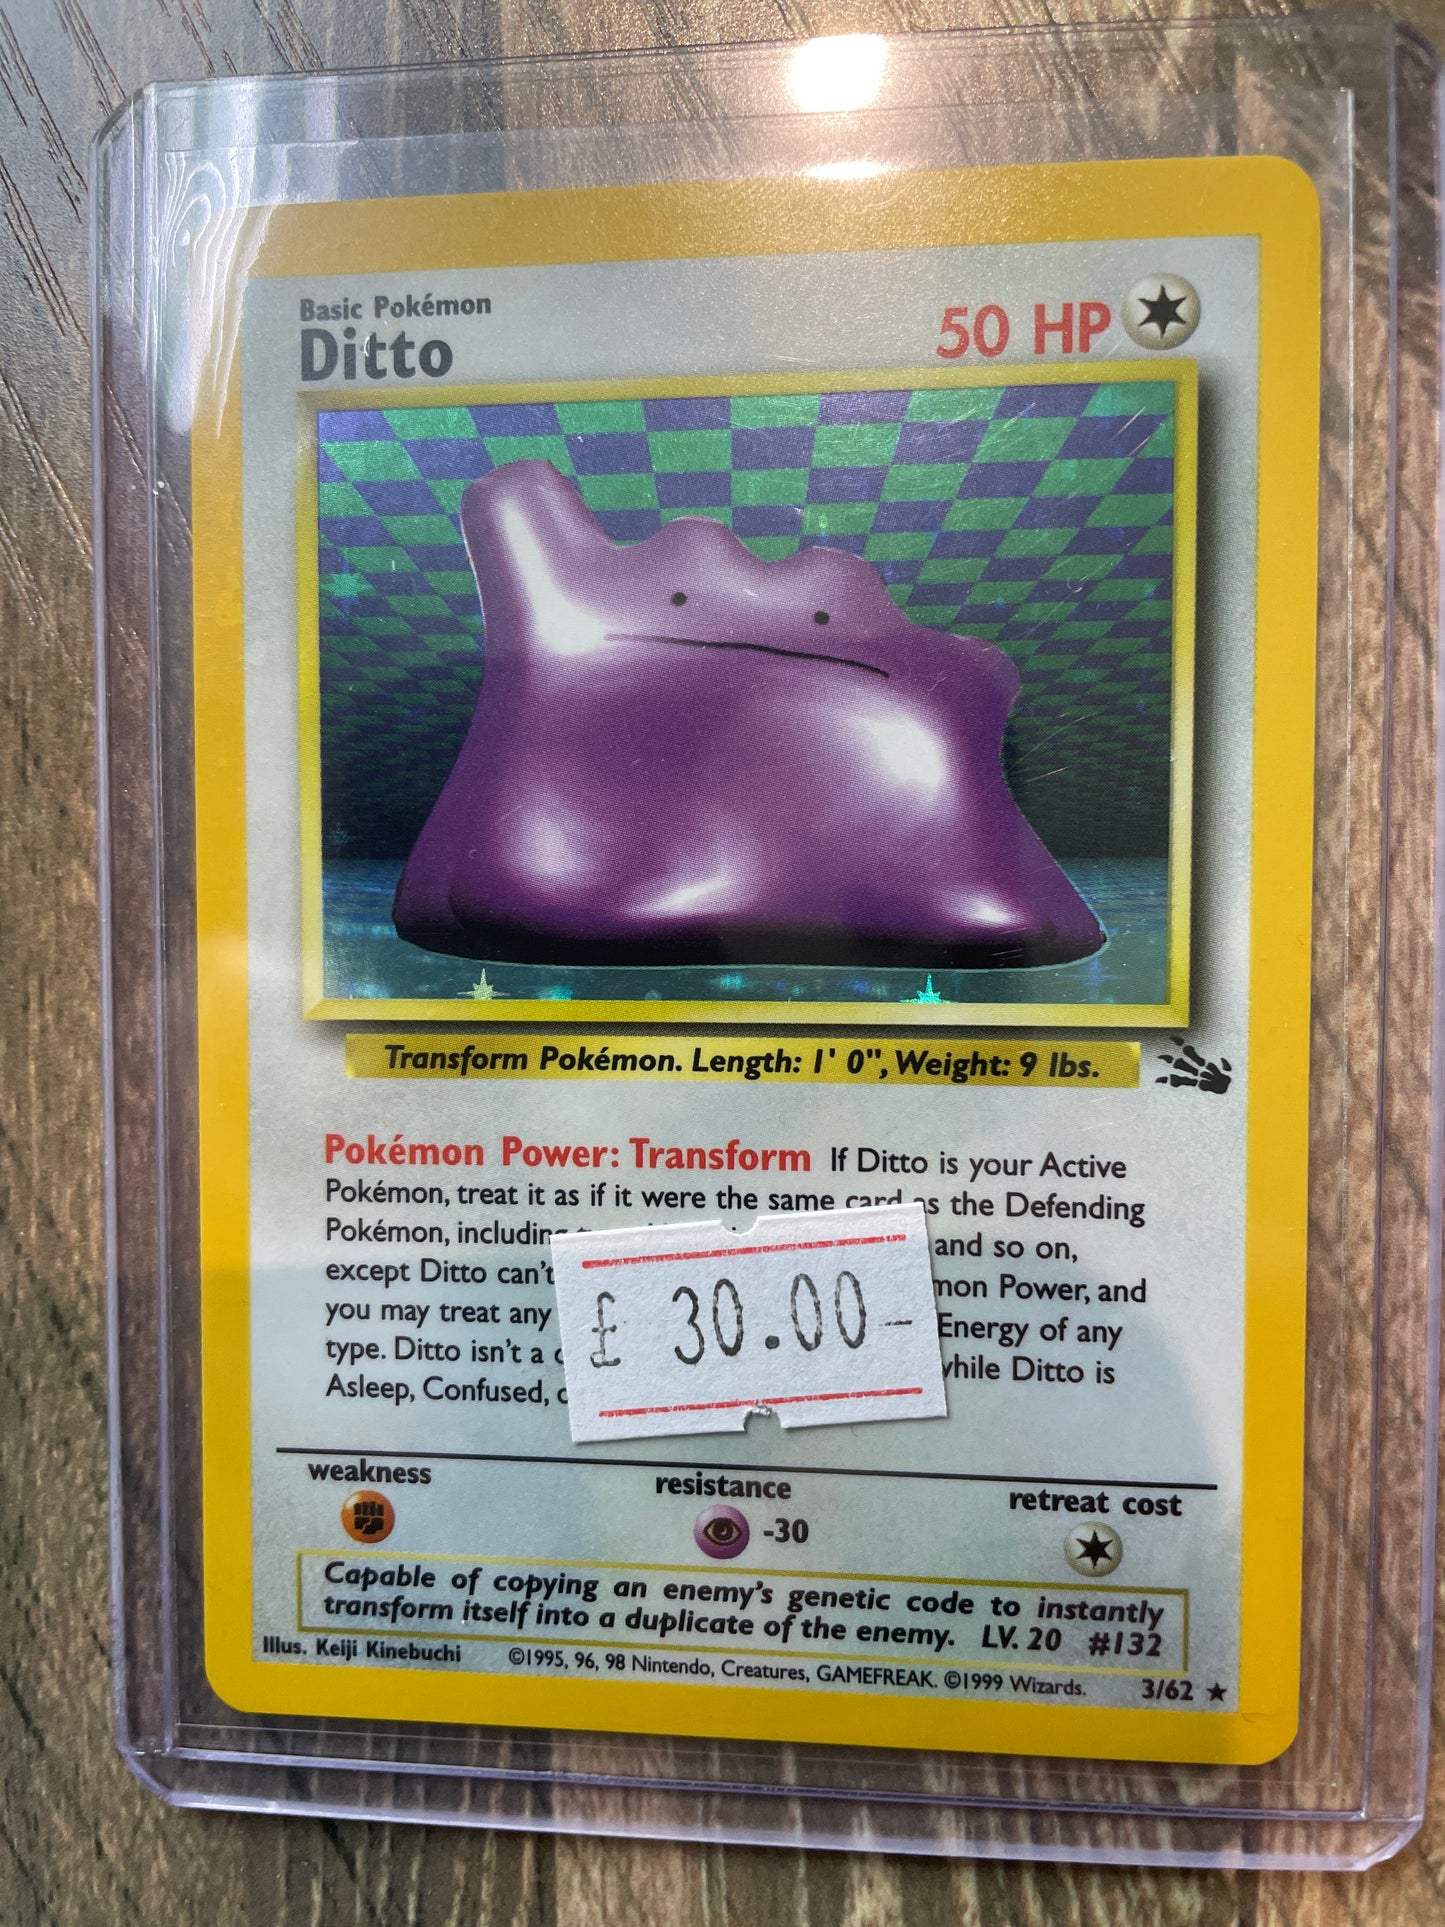 Basic Pokémon
Ditto
50 HP
Transform Pokémon. Length: 1' 0", Weight: 9 lbs.
Pokémon Power: Transform If Ditto is your Active
Pokémon, treat it as if it were the same card as the Defending
Pokémon, including and so on,
except Ditto can't Power, and
you may treat any Energy of any
type. Ditto isn't a while Ditto is
Asleep, Confused,
£ 30.00-
weakness
resistance
-30
retreat cost
Capable of copying an enemy's genetic code to instantly
transform itself into a duplicate of the enemy. LV. 20 #132
Illus. Keiji Kinebuchi ©1995, 96, 98 Nintendo, Creatures, GAMEFREAK. ©1999 Wizards. 3/62 ★